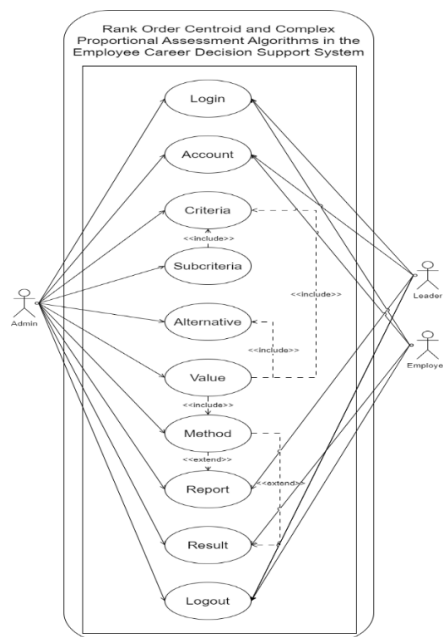 Rank Order Centroid and Complex
Proportional Assessment Algorithms in the
Employee Career Decision Support System
Login
Account
Criteria
<<include>>
Subcriteria
Leader
<<include>>
Admin
Alternative
Employe
<<include>>
Value
<<include>>
Method
<<extend>>
<<extend>>
Report
Result
Logout